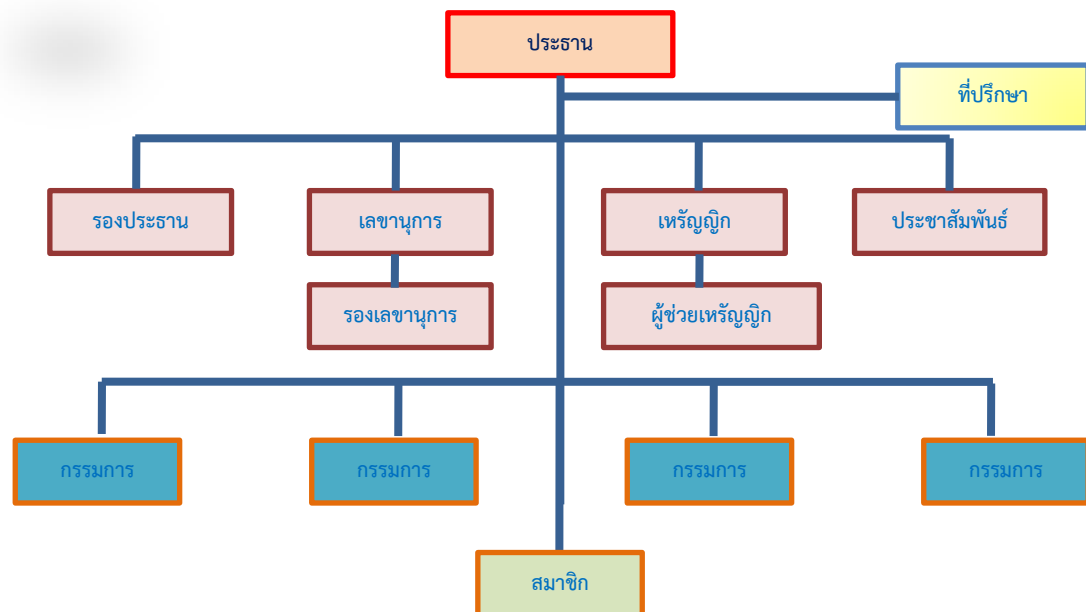 ประธาน
ที่ปรึกษา
รองประธาน
เลขานุการ
เหรัญญิก
ประชาสัมพันธ์
รองเลขานุการ
ผู้ช่วยเหรัญญิก
กรรมการ
กรรมการ
กรรมการ
กรรมการ
สมาชิก